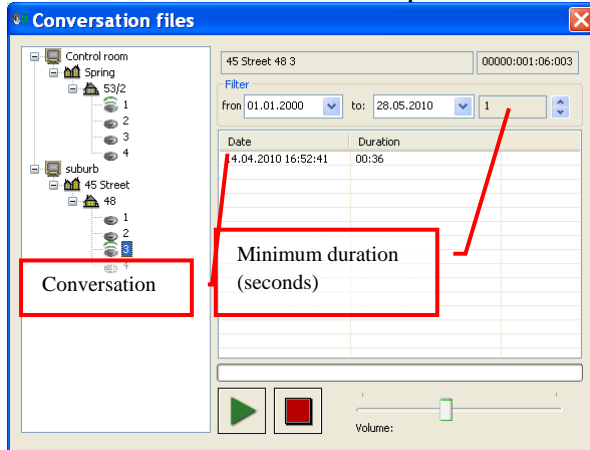 Conversation files
Control room
Spring
53/2
1
2
3
4
suburb
45 Street
48
1
2
3
4
45 Street 48 3
00000:001:06:003
Filter
fron 01.01.2000 to: 28.05.2010 1
Date Duration
14.04.2010 16:52:41 00:36
Minimum duration
(seconds)
Conversation
Volume: